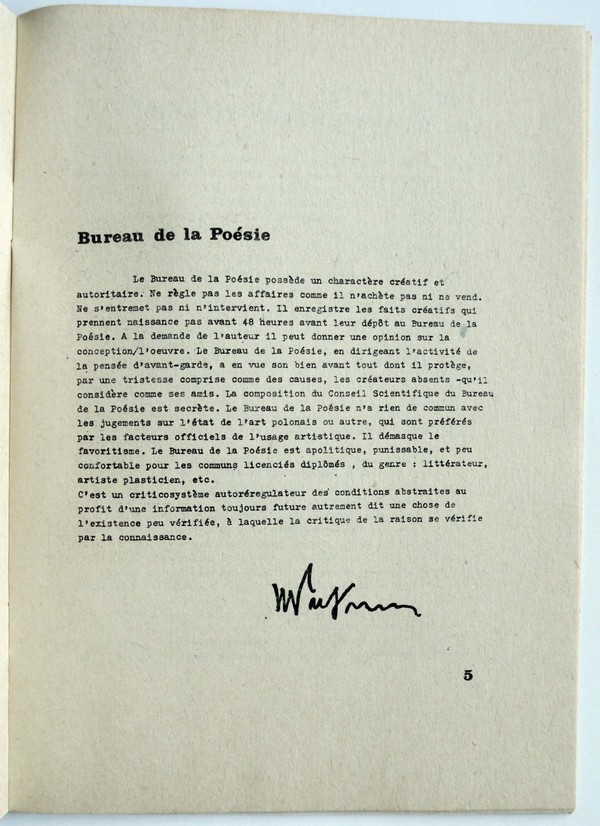 Bureau de la Poésie
Le Bureau de la Poésie possède un charactère créatif et
autoritaire. Ne règle pas les affaires comme il n'achète pas ni ne vend.
Ne s'entremet pas ni n'intervient. Il enregistre les faits créatifs qui
prennent naissance pas avant 48 heures avant leur dépôt au Bureau de la
Poésie. A la demande de l'auteur il peut donner une opinion sur la
conception/l'oeuvre. Le Bureau de la Poésie, en dirigeant l'activité de
la pensée d'avant-garde, a en vue son bien avant tout dont il protège,
par une tristesse comprise comme des causes, les créateurs absents -qu'il
considère comme ses amis. La composition du Conseil Scientifique du Bureau
de la Poésie est secrète. Le Bureau de la Poésie n'a rien de commun avec
les jugements sur l'état de l'art polonais ou autre, qui sont préférés
par les facteurs officiels de l'usage artistique. Il démasque le
favoritisme. Le Bureau de la Poésie est apolitique, punissable, et peu
confortable pour les communs licenciés diplômés , du genre : littérateur,
artiste plasticien, etc.
C'est un criticosystème autoréregulateur des conditions abstraites au
profit d'une information toujours future autrement dit une chose de
l'existence peu vérifiée, à laquelle la critique de la raison se vérifie
par la connaissance.
5